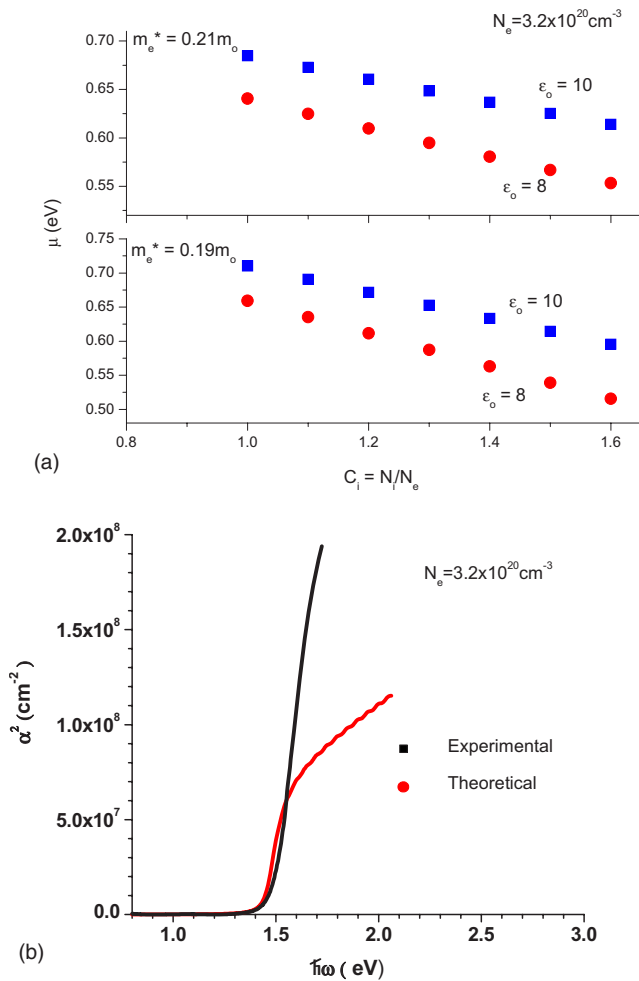 N_e=3.2x10^20cm^-3
m_e* = 0.21m_o
0.70
0.65
0.60
0.55
ε_o = 10
ε_o = 8
μ (eV)
m_e* = 0.19m_o
0.75
0.70
0.65
0.60
0.55
0.50
ε_o = 10
ε_o = 8
0.8 1.0 1.2 1.4 1.6
(a)
C_i = N_i/N_e
2.0x10^8
1.5x10^8
1.0x10^8
5.0x10^7
0.0
α^2 (cm^-2)
N_e=3.2x10^20cm^-3
Experimental
Theoretical
1.0 1.5 2.0 2.5 3.0
(b)
ħω ( eV)